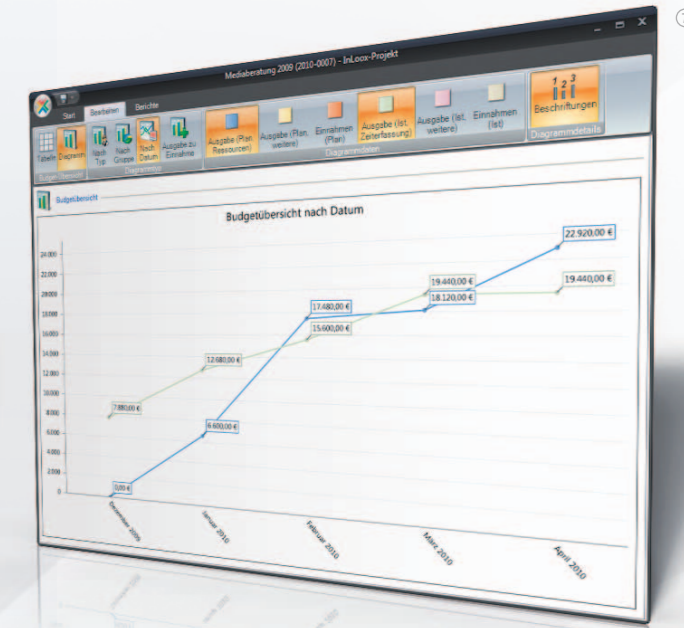 Mediaberatung 2009 (2010-0007) - InLoox-Projekt
Start Bearbeiten Berichte
Tabelle Diagramm
Nach Typ
Nach Gruppe
Nach Datum
Ausgabe zu Einnahme
Ausgabe (Plan, Ressourcen)
Ausgabe (Plan, weitere)
Einnahmen (Plan)
Ausgabe (Ist, Zeiterfassung)
Ausgabe (Ist, weitere)
Einnahmen (Ist)
1 2 3
Beschriftungen
Budgetübersicht
Diagrammtyp
Diagrammdaten
Diagrammdetails
Budgetübersicht
Budgetübersicht nach Datum
24.000
22.000
20.000
18.000
16.000
14.000
12.000
10.000
8.000
6.000
4.000
2.000
0
22.920,00 €
19.440,00 €
19.440,00 €
18.120,00 €
17.480,00 €
15.600,00 €
12.680,00 €
7.880,00 €
6.600,00 €
0,00 €
Dezember 2009
Januar 2010
Februar 2010
März 2010
April 2010